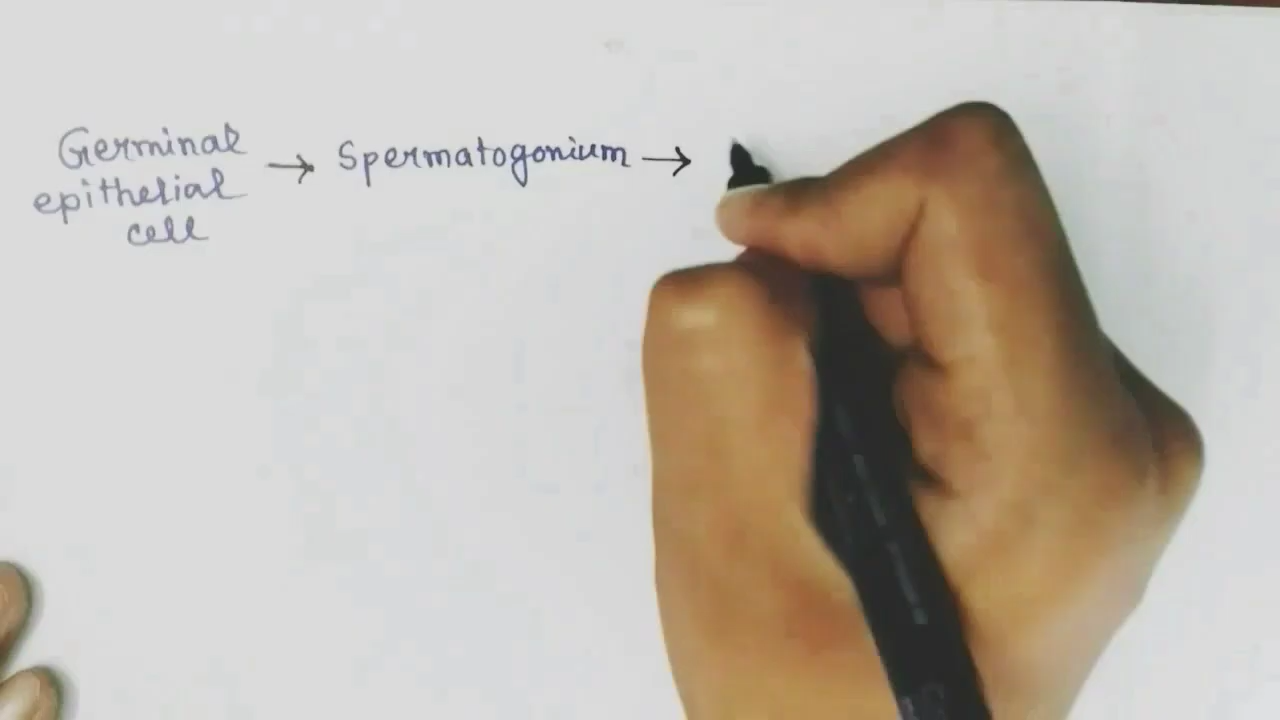 Germinal → Spermatogonium →
epithelial
cell